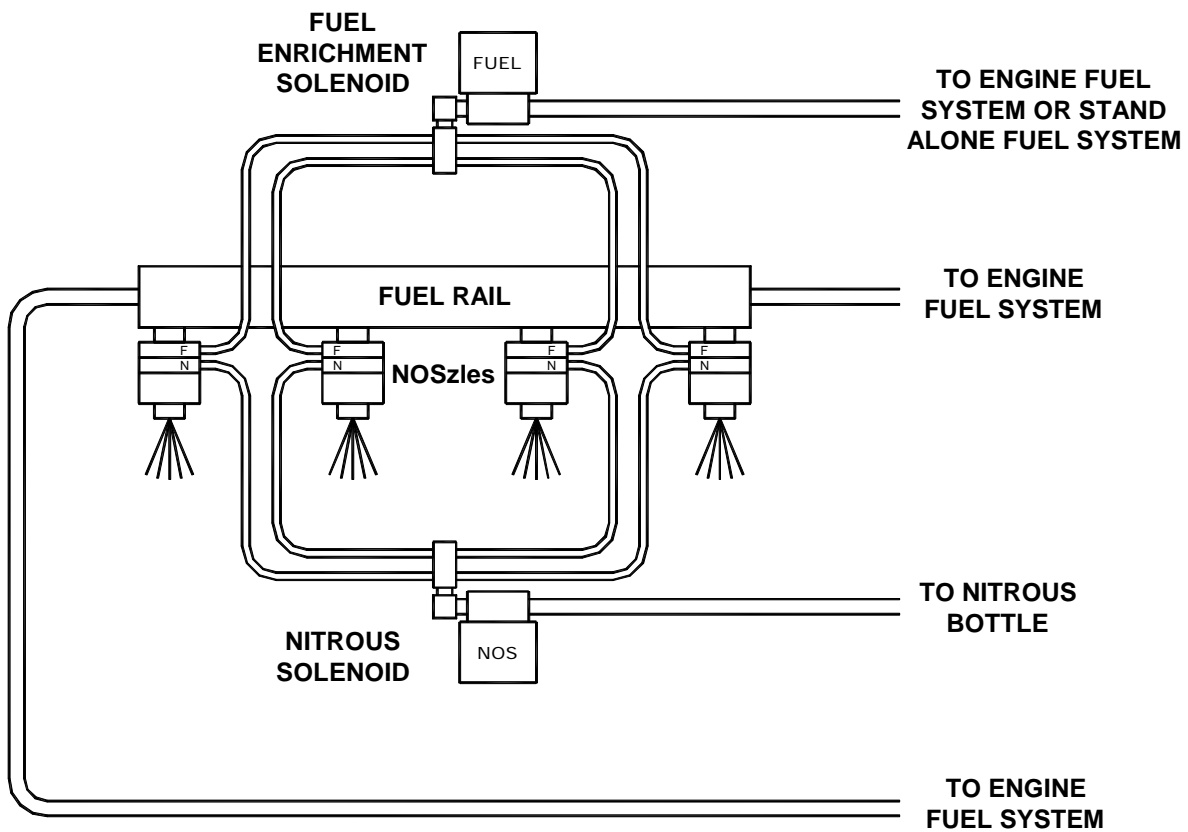 FUEL
ENRICHMENT
SOLENOID
FUEL
TO ENGINE FUEL
SYSTEM OR STAND
ALONE FUEL SYSTEM
FUEL RAIL
TO ENGINE
FUEL SYSTEM
F
N
F
N
NOSzles
F
N
F
N
NITROUS
SOLENOID
NOS
TO NITROUS
BOTTLE
TO ENGINE
FUEL SYSTEM